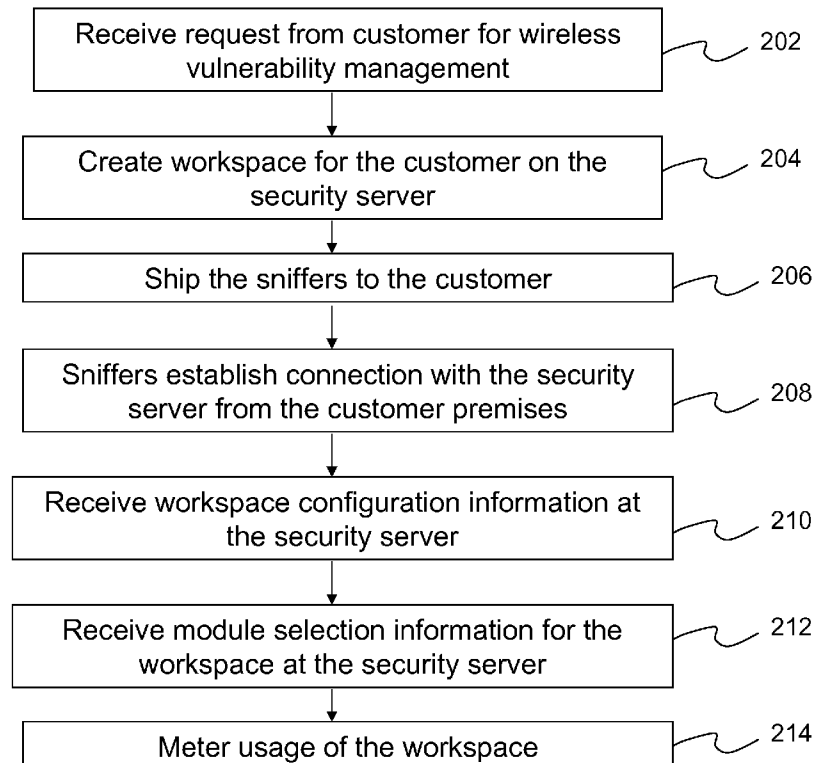 Receive request from customer for wireless
vulnerability management
202
Create workspace for the customer on the
security server
204
Ship the sniffers to the customer
206
Sniffers establish connection with the security
server from the customer premises
208
Receive workspace configuration information at
the security server
210
Receive module selection information for the
workspace at the security server
212
Meter usage of the workspace
214